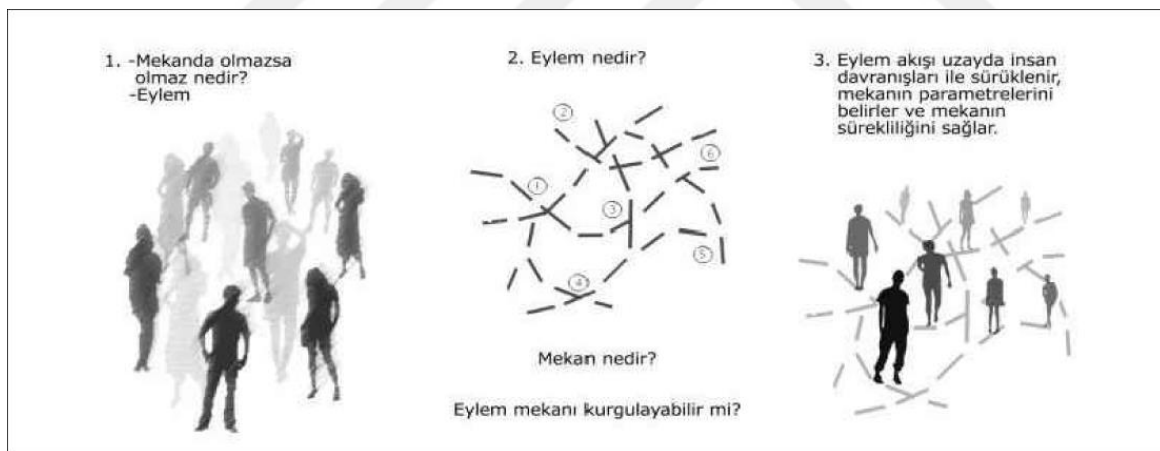 1. -Mekanda olmazsa
olmaz nedir?
-Eylem
2. Eylem nedir?
2
6
1
3
5
4
Mekan nedir?
Eylem mekanı kurgulayabilir mi?
3. Eylem akışı uzayda insan
davranışları ile sürüklenir,
mekanın parametrelerini
belirler ve mekanın
sürekliliğini sağlar.